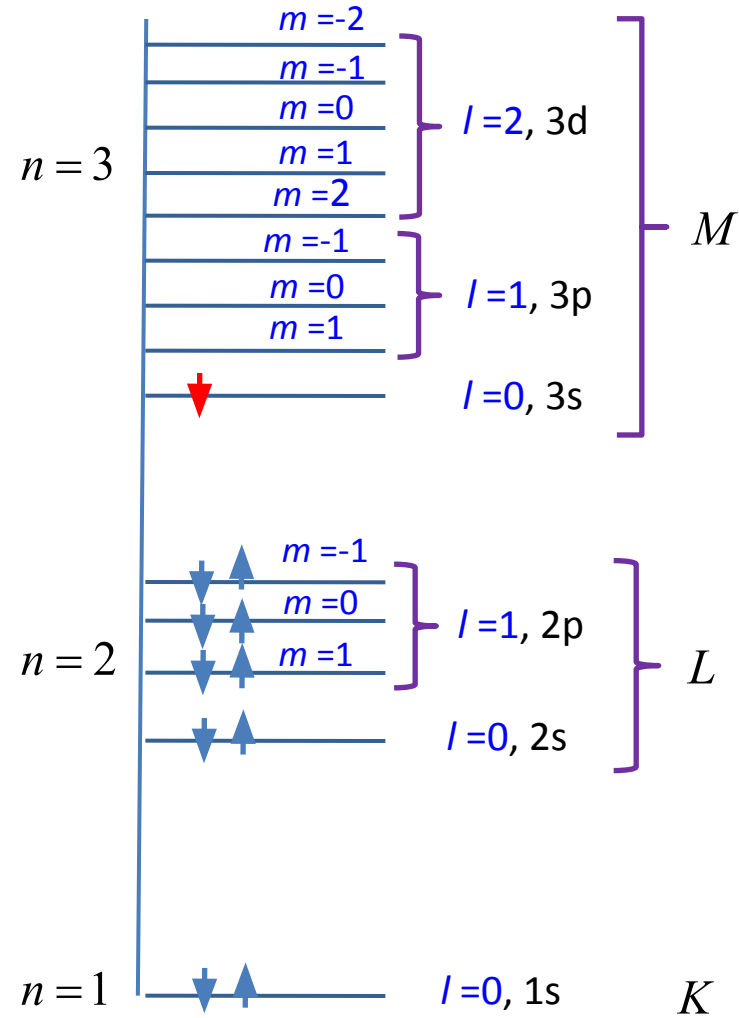 m =-2
m =-1
m =0
l =2, 3d
n = 3
m =1
m =2
M
m =-1
m =0
l =1, 3p
m =1
l =0, 3s
m =-1
m =0
l =1, 2p
n = 2
m =1
L
l =0, 2s
n = 1
l =0, 1s
K